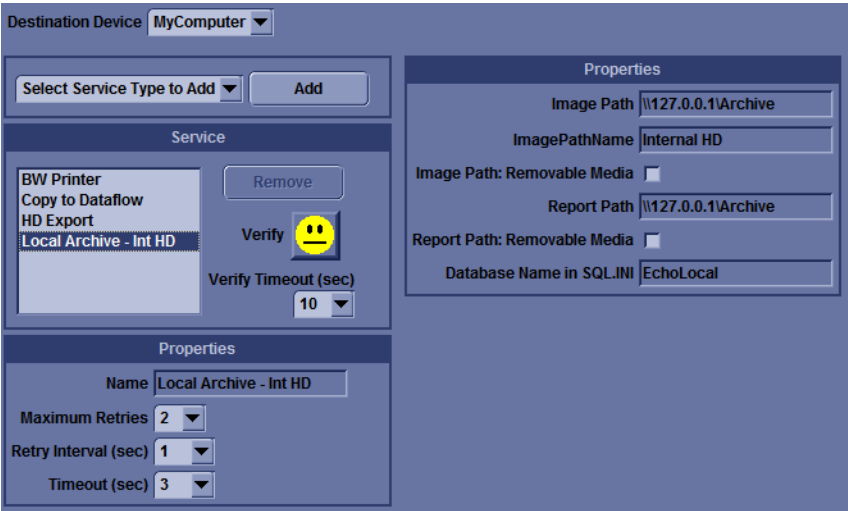 Destination Device MyComputer
Select Service Type to Add Add
Service
BW Printer
Copy to Dataflow
HD Export
Local Archive - Int HD
Remove
Verify
Verify Timeout (sec)
10
Properties
Name Local Archive - Int HD
Maximum Retries 2
Retry Interval (sec) 1
Timeout (sec) 3
Properties
Image Path \\127.0.0.1\Archive
ImagePathName Internal HD
Image Path: Removable Media
Report Path \\127.0.0.1\Archive
Report Path: Removable Media
Database Name in SQL.INI EchoLocal